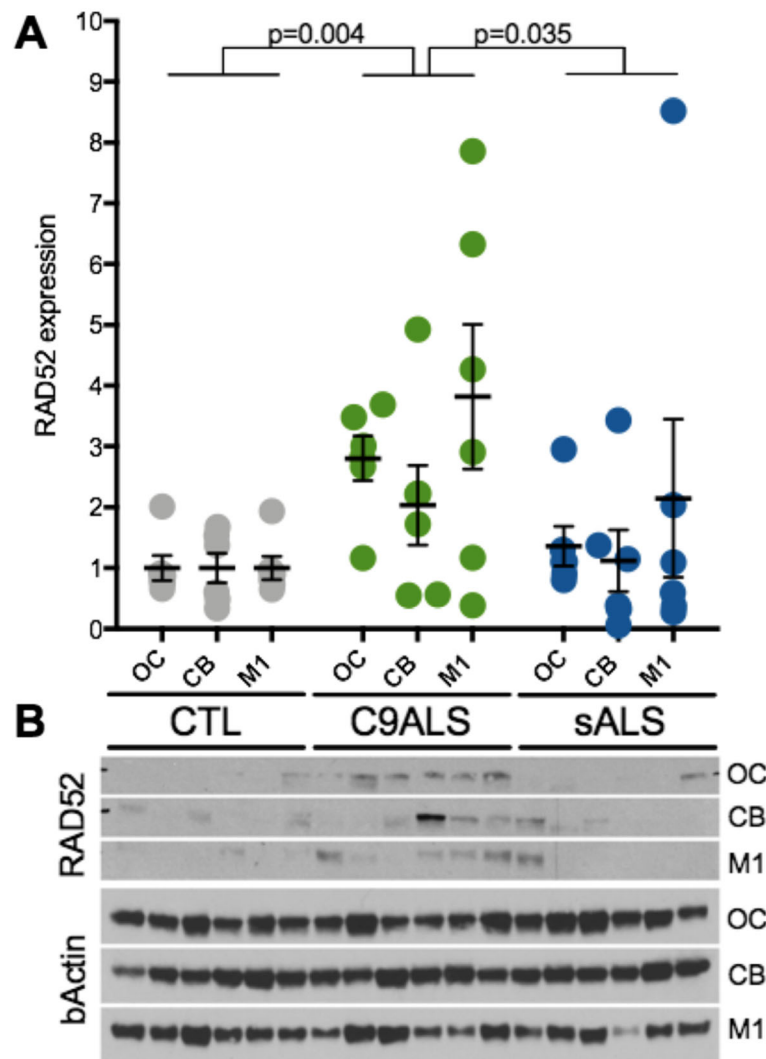 A
p=0.004
p=0.035
10
9
8
7
6
5
4
3
2
1
0
RAD52 expression
OC CB M1 OC CB M1 OC CB M1
B
CTL C9ALS sALS
RAD52
OC
CB
M1
bActin
OC
CB
M1